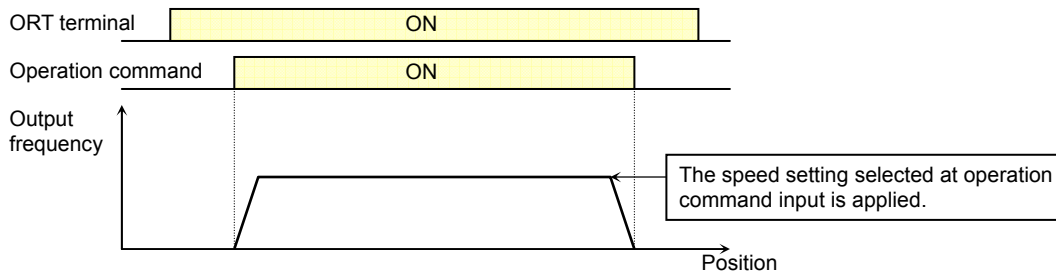 ORT terminal
ON
Operation command
ON
Output
frequency
The speed setting selected at operation
command input is applied.
Position